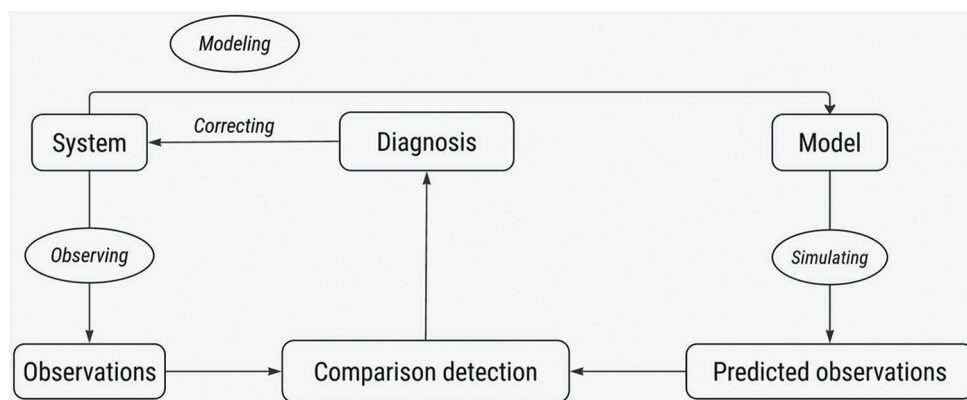 Modeling
System
Correcting
Diagnosis
Model
Observing
Simulating
Observations
Comparison detection
Predicted observations